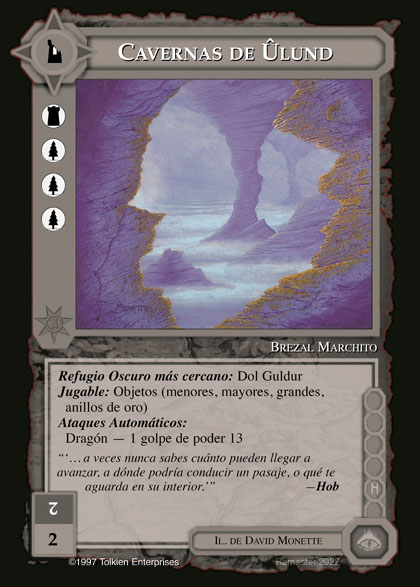 CAVERNAS DE ÛLUND
MONETTE
BREZAL MARCHITO
Refugio Oscuro más cercano: Dol Guldur
Jugable: Objetos (menores, mayores, grandes,
anillos de oro)
Ataques Automáticos:
Dragón — 1 golpe de poder 13
“‘… a veces nunca sabes cuánto pueden llegar a
avanzar, a dónde podría conducir un pasaje, o qué te
aguarda en su interior.’” —Hob
H
2
2
IL. DE DAVID MONETTE
©1997 Tolkien Enterprises
Remaster 2022